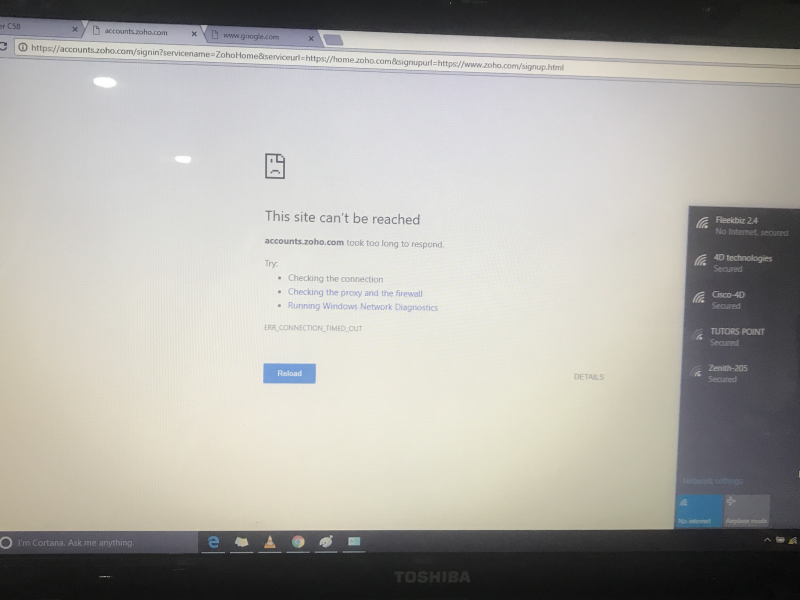 er C58
accounts.zoho.com
www.google.com
https://accounts.zoho.com/signin?servicename=ZohoHome&serviceurl=https://home.zoho.com&signupurl=https://www.zoho.com/signup.html
This site can't be reached
accounts.zoho.com took too long to respond.
Try:
• Checking the connection
• Checking the proxy and the firewall
• Running Windows Network Diagnostics
ERR_CONNECTION_TIMED_OUT
Reload
DETAILS
Fleekbiz 2.4
No Internet, secured
4D technologies
Secured
Cisco-4D
Secured
TUTORS POINT
Secured
Zenith-205
Secured
Network settings
No internet
Airplane mode
I'm Cortana. Ask me anything.
TOSHIBA